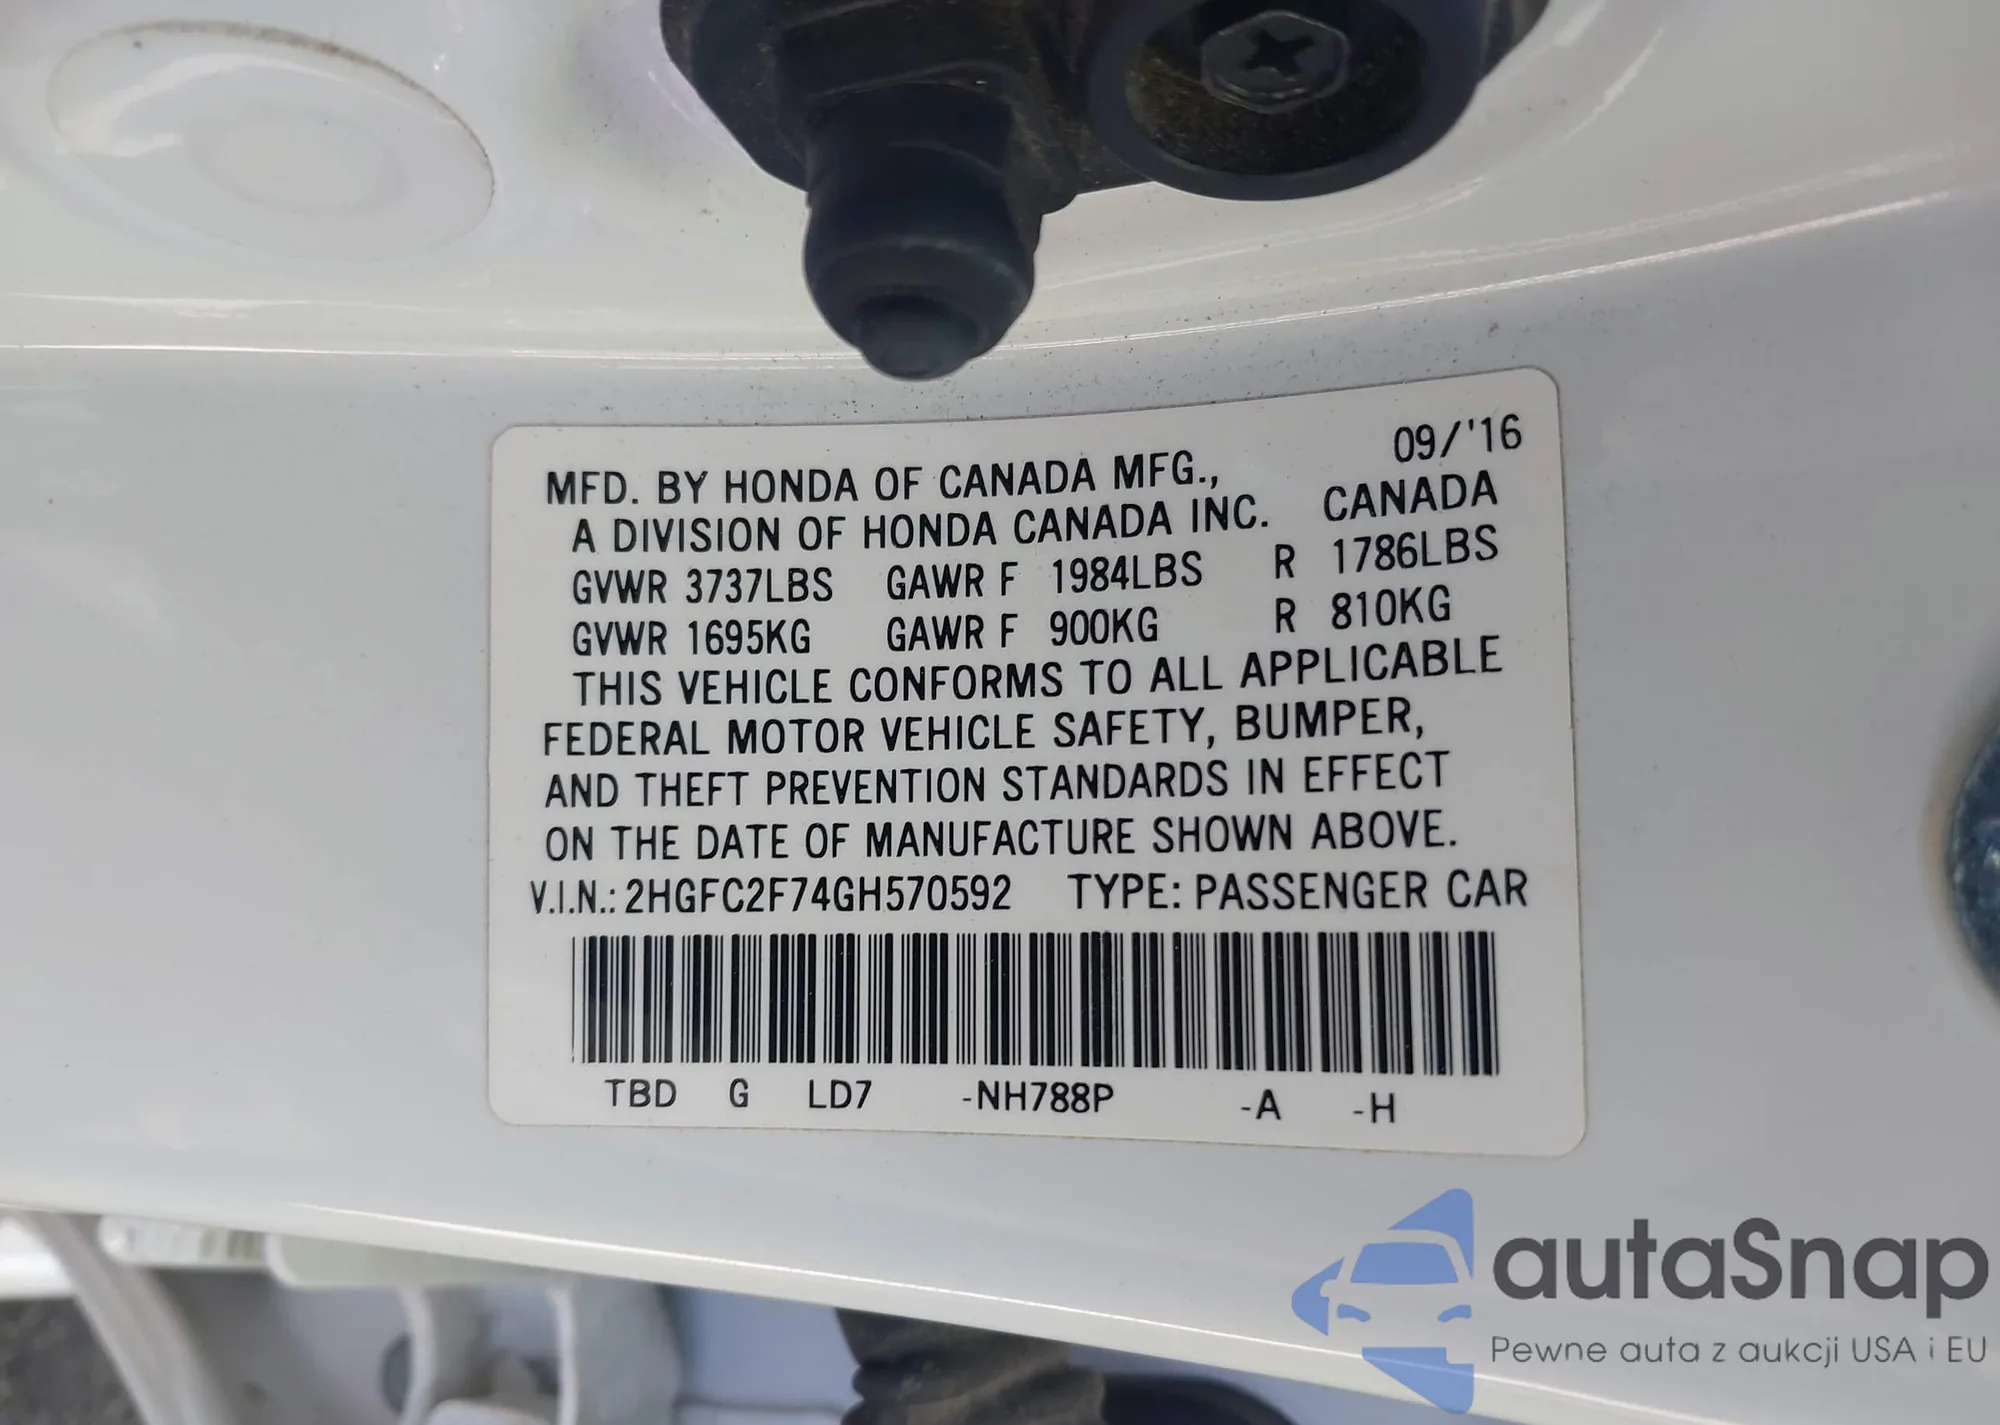 09/'16
MFD. BY HONDA OF CANADA MFG.,
A DIVISION OF HONDA CANADA INC. CANADA
GVWR 3737LBS GAWR F 1984LBS R 1786LBS
GVWR 1695KG GAWR F 900KG R 810KG
THIS VEHICLE CONFORMS TO ALL APPLICABLE
FEDERAL MOTOR VEHICLE SAFETY, BUMPER,
AND THEFT PREVENTION STANDARDS IN EFFECT
ON THE DATE OF MANUFACTURE SHOWN ABOVE.
V.I.N.: 2HGFC2F74GH570592 TYPE: PASSENGER CAR
TBD G LD7 -NH788P -A -H
autaSnap
Pewne auta z aukcji USA i EU